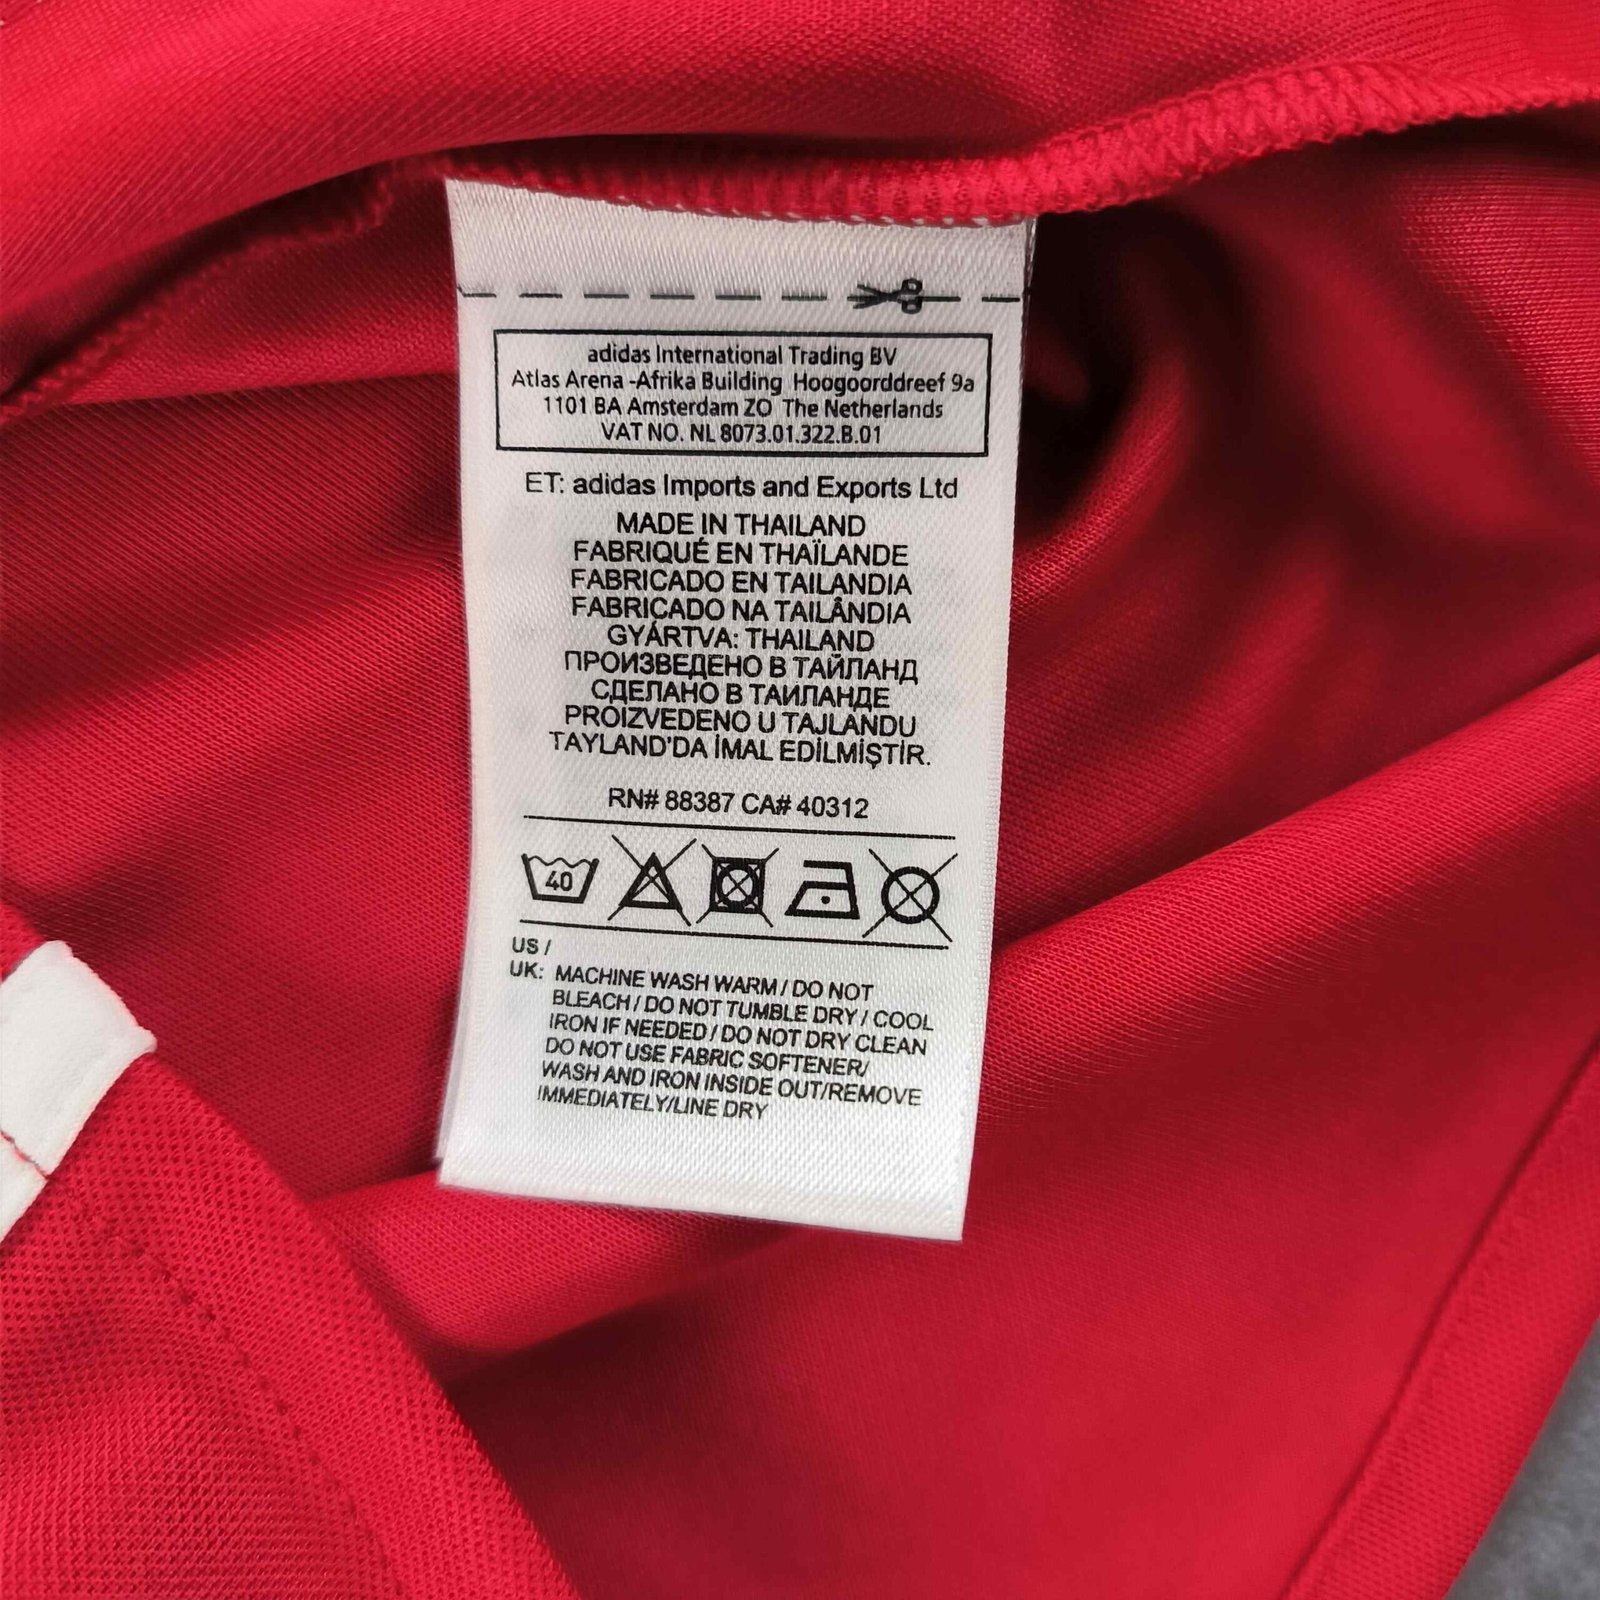 adidas International Trading BV
Atlas Arena -Afrika Building Hoogoorddreef 9a
1101 BA Amsterdam ZO The Netherlands
VAT NO. NL 8073.01.322.B.01
ET: adidas Imports and Exports Ltd
MADE IN THAILAND
FABRIQUÉ EN THAÏLANDE
FABRICADO EN TAILANDIA
FABRICADO NA TAILÂNDIA
GYÁRTVA: THAILAND
ПРОИЗВЕДЕНО В ТАЙЛАНД
СДЕЛАНО В ТАИЛАНДЕ
PROIZVEDENO U TAJLANDU
TAYLAND'DA İMAL EDİLMİŞTİR.
RN# 88387 CA# 40312
40
US /
UK: MACHINE WASH WARM / DO NOT
BLEACH / DO NOT TUMBLE DRY / COOL
IRON IF NEEDED / DO NOT DRY CLEAN
DO NOT USE FABRIC SOFTENER/
WASH AND IRON INSIDE OUT/REMOVE
IMMEDIATELY/LINE DRY